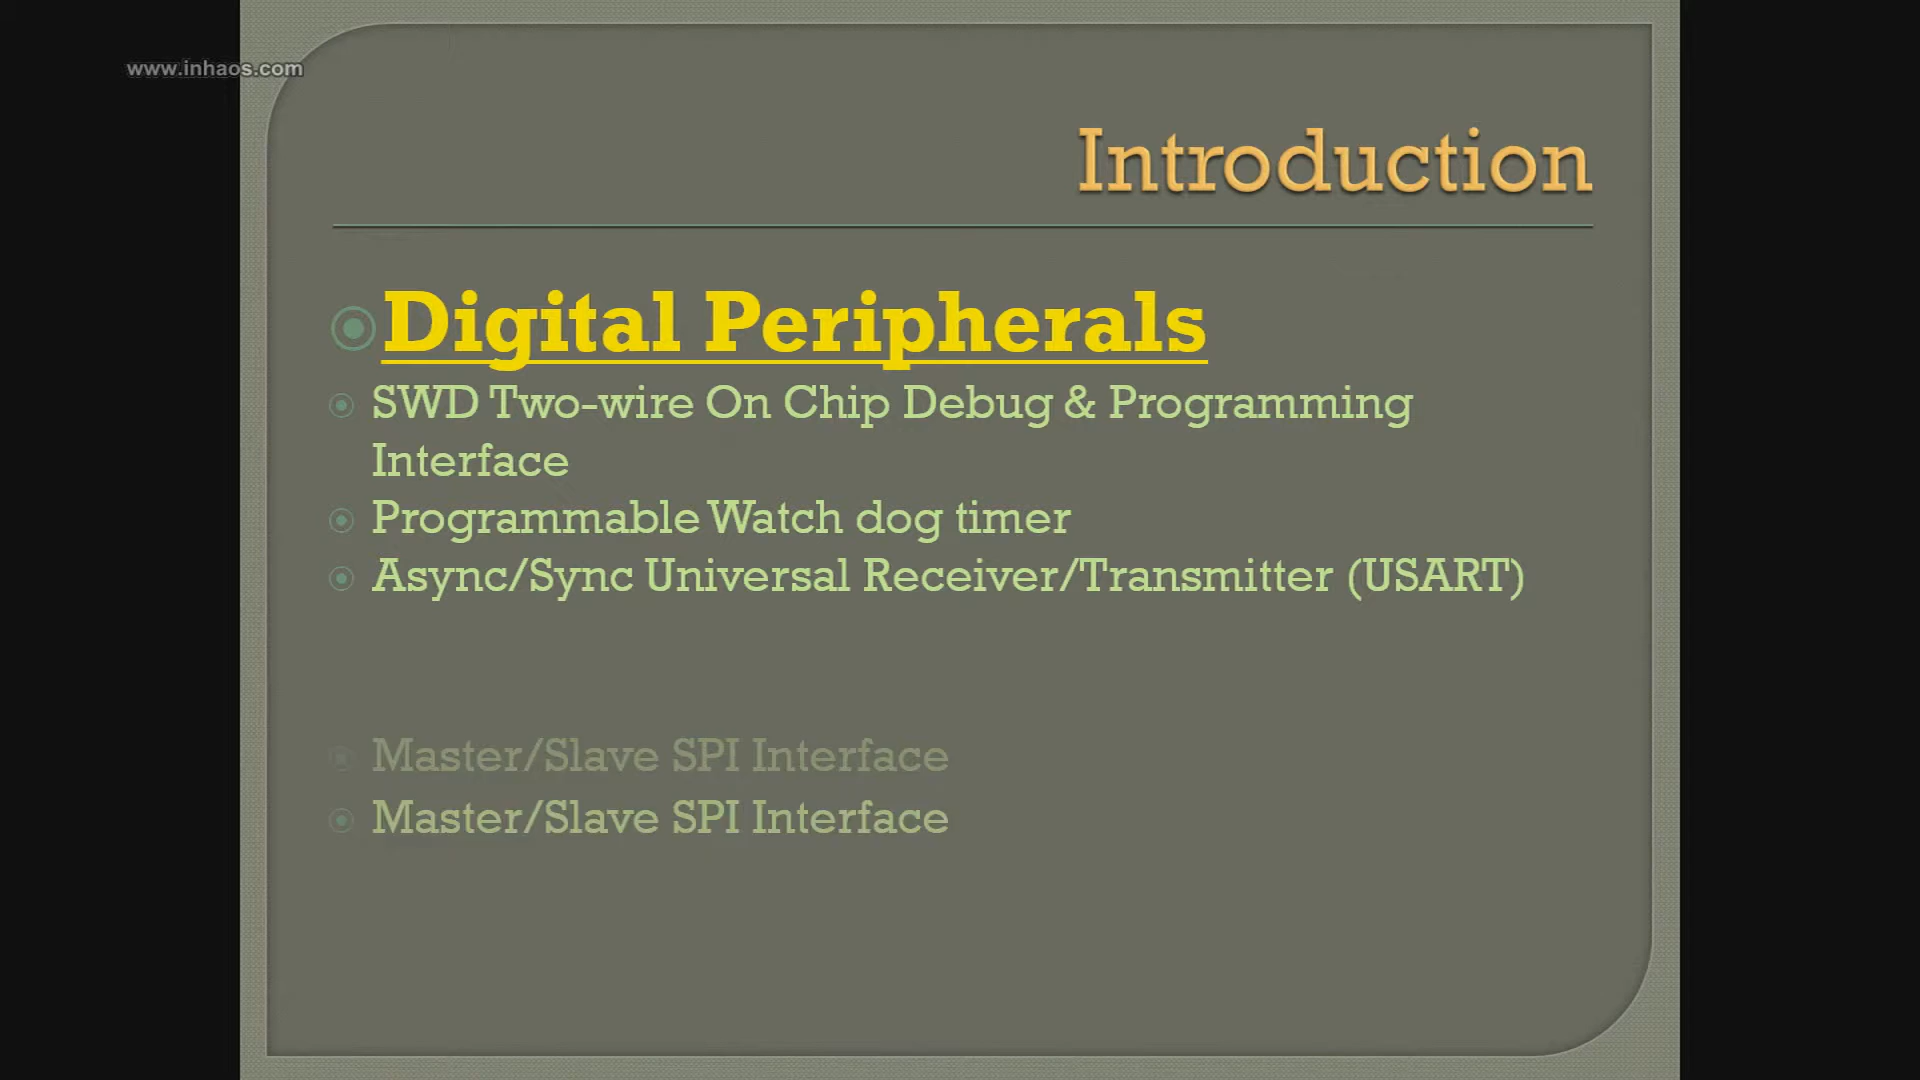 www.inhaos.com
Introduction
Digital Peripherals
SWD Two-wire On Chip Debug & Programming
Interface
Programmable Watch dog timer
Async/Sync Universal Receiver/Transmitter (USART)
Master/Slave SPI Interface
Master/Slave SPI Interface